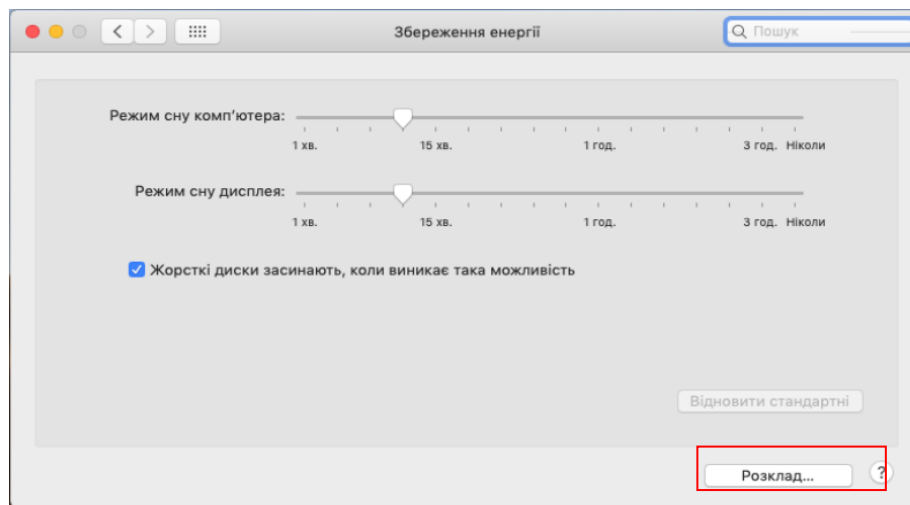 Збереження енергії
Пошук
Режим сну комп'ютера:
1 хв. 15 хв. 1 год. 3 год. Ніколи
Режим сну дисплея:
1 хв. 15 хв. 1 год. 3 год. Ніколи
Жорсткі диски засинають, коли виникає така можливість
Відновити стандартні
Розклад... ?